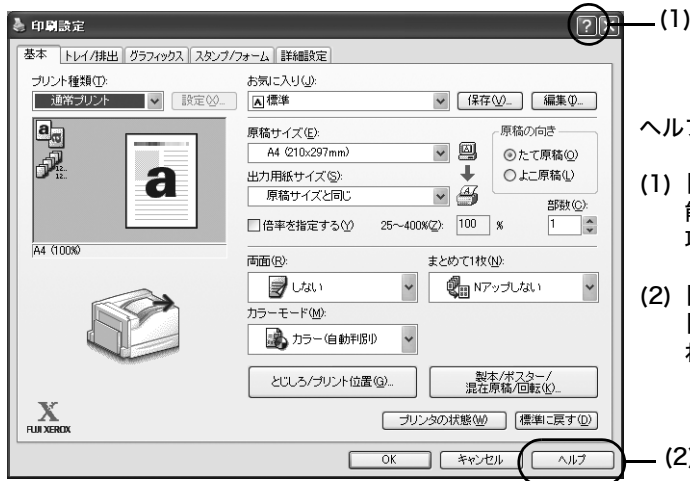 印刷設定
(1)
基本 トレイ/排出 グラフィックス スタンプ/フォーム 詳細設定
プリント種類(T):
通常プリント 設定(X)...
お気に入り(J):
標準 保存(V)... 編集(I)...
原稿サイズ(E):
A4 (210x297mm)
出力用紙サイズ(S):
原稿サイズと同じ
倍率を指定する(Y) 25～400%(Z): 100 %
原稿の向き
たて原稿(O)
よこ原稿(L)
部数(C):
1
a
A4 (100%)
両面(R):
しない
まとめて1枚(N):
Nアップしない
カラーモード(M):
カラー(自動判別)
とじしろ/プリント位置(G)...
製本/ポスター/
混在原稿/回転(K)...
X
FUJI XEROX
プリンタの状態(W) 標準に戻す(D)
OK キャンセル ヘルプ
(2)
ヘル
(1)
(2)